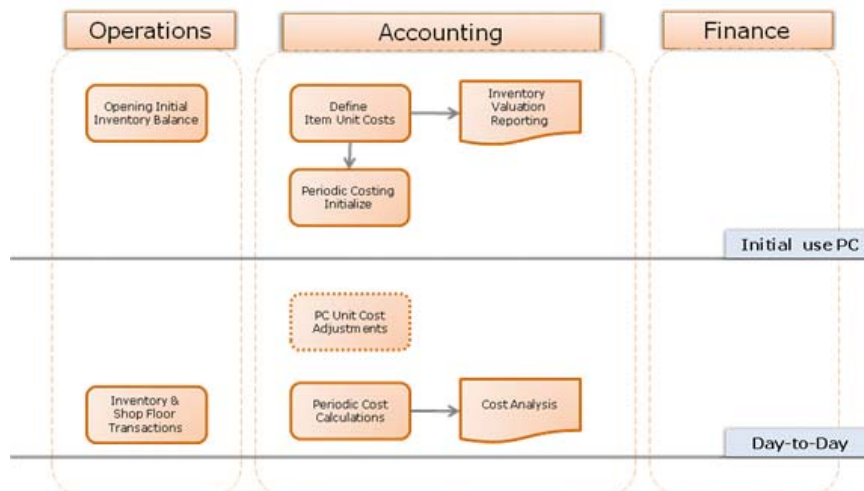 Operations
Accounting
Finance
Opening Initial
Inventory Balance
Define
Item Unit Costs
Inventory
Valuation
Reporting
Periodic Costing
Initialize
Initial use PC
PC Unit Cost
Adjustments
Inventory &
Shop Floor
Transactions
Periodic Cost
Calculations
Cost Analysis
Day-to-Day